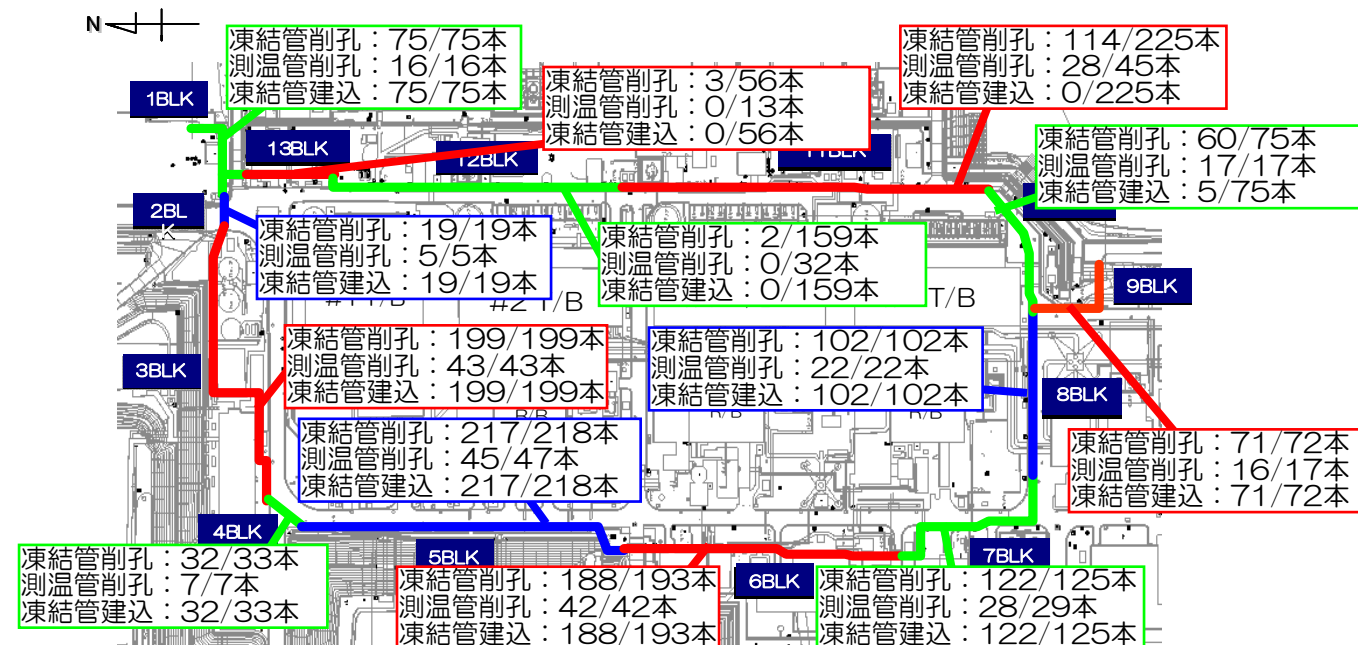 N
凍結管削孔：75/75本
測温管削孔：16/16本
凍結管建込：75/75本
凍結管削孔：114/225本
測温管削孔：28/45本
凍結管建込：0/225本
凍結管削孔：3/56本
測温管削孔：0/13本
凍結管建込：0/56本
1BLK
13BLK
12BLK
11BLK
凍結管削孔：60/75本
測温管削孔：17/17本
凍結管建込：5/75本
2BL
K
凍結管削孔：19/19本
測温管削孔：5/5本
凍結管建込：19/19本
凍結管削孔：2/159本
測温管削孔：0/32本
凍結管建込：0/159本
9BLK
#1 T/B
#2 T/B
T/B
凍結管削孔：199/199本
測温管削孔：43/43本
凍結管建込：199/199本
凍結管削孔：102/102本
測温管削孔：22/22本
凍結管建込：102/102本
3BLK
8BLK
R/B
R/B
R/B
凍結管削孔：217/218本
測温管削孔：45/47本
凍結管建込：217/218本
凍結管削孔：71/72本
測温管削孔：16/17本
凍結管建込：71/72本
4BLK
5BLK
6BLK
7BLK
凍結管削孔：32/33本
測温管削孔：7/7本
凍結管建込：32/33本
凍結管削孔：188/193本
測温管削孔：42/42本
凍結管建込：188/193本
凍結管削孔：122/125本
測温管削孔：28/29本
凍結管建込：122/125本